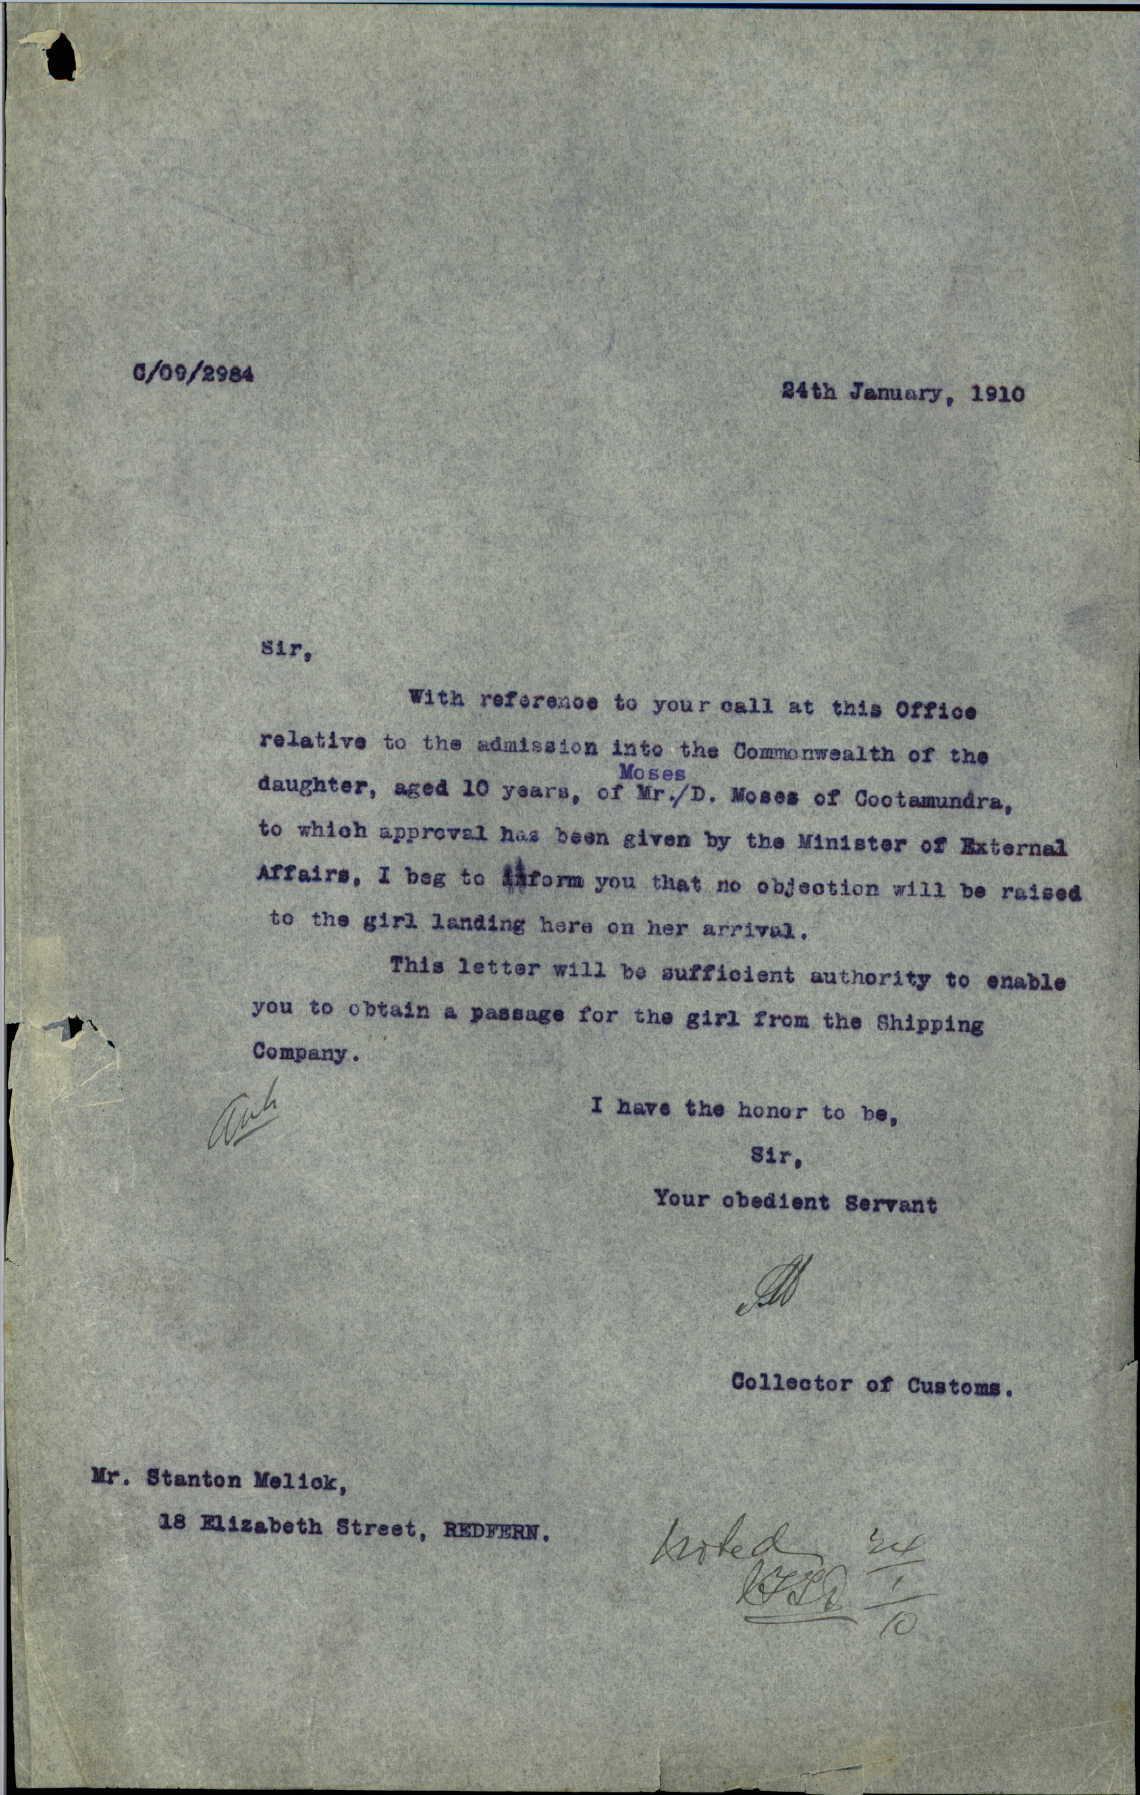 C/09/2984
24th January, 1910
Sir,
With reference to your call at this Office
relative to the admission into the Commonwealth of the
Moses
daughter, aged 10 years, of Mr./D. Moses of Cootamundra,
to which approval has been given by the Minister of External
Affairs, I beg to inform you that no objection will be raised
to the girl landing here on her arrival.
This letter will be sufficient authority to enable
you to obtain a passage for the girl from the Shipping
Company.
I have the honor to be,
Sir,
Your obedient Servant
Collector of Customs.
Mr. Stanton Melick,
18 Elizabeth Street, REDFERN.
Noted 24
1
10